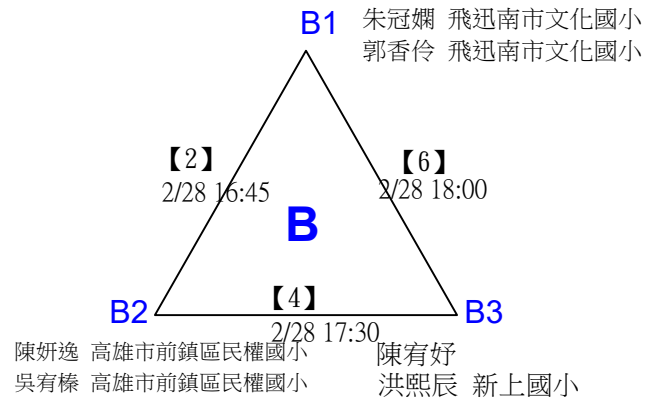 B1
朱冠嫻 飛迅南市文化國小
郭香伶 飛迅南市文化國小
【2】
2/28 16:45
【6】
2/28 18:00
B
B2
【4】
2/28 17:30
B3
陳妍逸 高雄市前鎮區民權國小
吳宥榛 高雄市前鎮區民權國小
陳宥妤
洪熙辰 新上國小